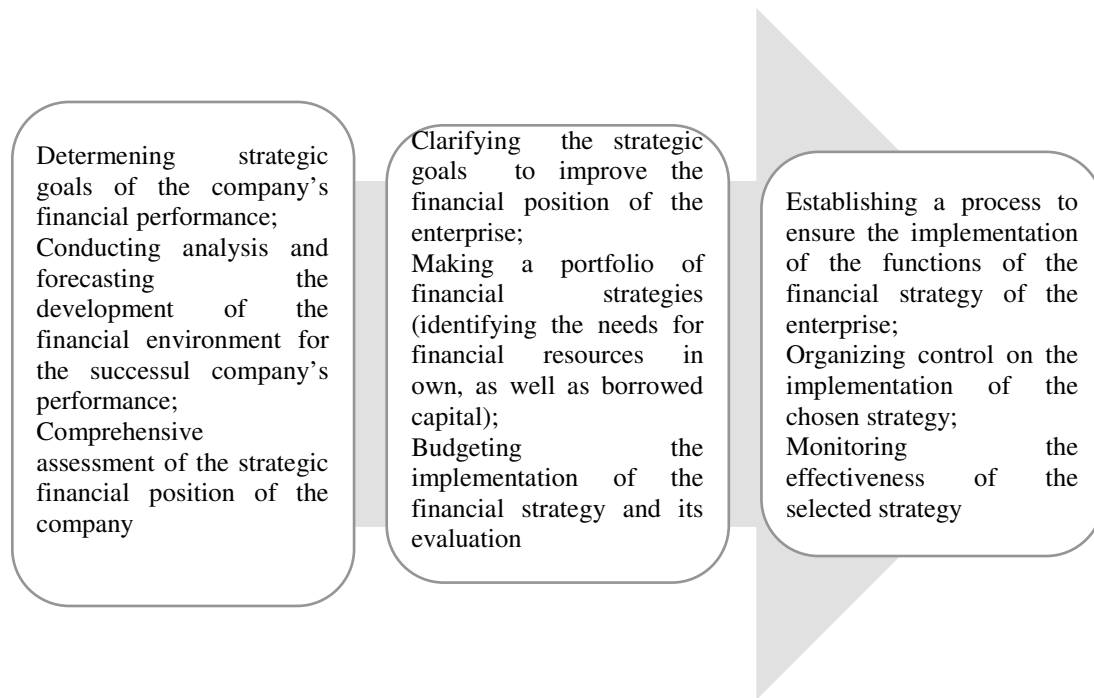 Determening strategic
goals of the company's
financial performance;
Conducting analysis and
forecasting the
development of the
financial environment for
the successul company's
performance;
Comprehensive
assessment of the strategic
financial position of the
company
Clarifying the strategic
goals to improve the
financial position of the
enterprise;
Making a portfolio of
financial strategies
(identifying the needs for
financial resources in
own, as well as borrowed
capital);
Budgeting the
implementation of the
financial strategy and its
evaluation
Establishing a process to
ensure the implementation
of the functions of the
financial strategy of the
enterprise;
Organizing control on the
implementation of the
chosen strategy;
Monitoring the
effectiveness of the
selected strategy